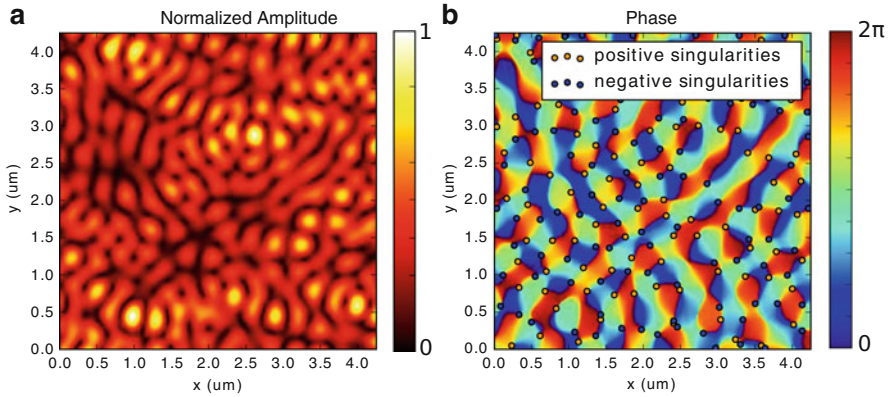 a Normalized Amplitude
4.0
3.5
3.0
2.5
2.0
1.5
1.0
0.5
0.0
y (um)
0.0 0.5 1.0 1.5 2.0 2.5 3.0 3.5 4.0
x (um)
1
0
b Phase
positive singularities
negative singularities
4.0
3.5
3.0
2.5
2.0
1.5
1.0
0.5
0.0
y (um)
0.0 0.5 1.0 1.5 2.0 2.5 3.0 3.5 4.0
x (um)
2π
0